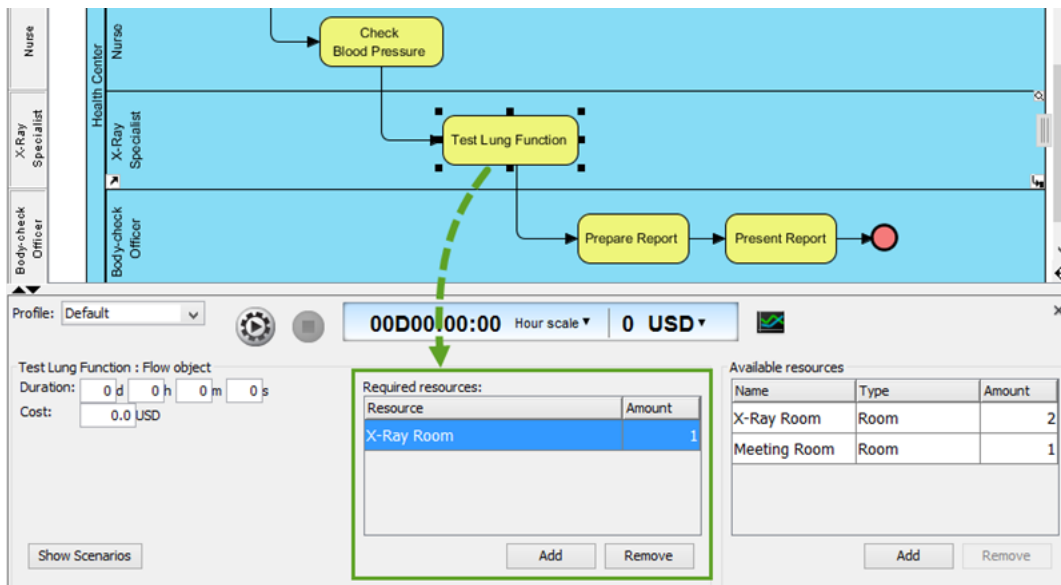 Nurse
X-Ray
Specialist
Body-check
Officer
Health Center
Nurse
X-Ray
Specialist
Body-check
Officer
Check
Blood Pressure
Test Lung Function
Prepare Report
Present Report
Profile: Default
00D00:00:00 Hour scale 0 USD
Test Lung Function : Flow object
Duration: 0 d 0 h 0 m 0 s
Cost: 0.0 USD
Show Scenarios
Required resources:
Resource Amount
X-Ray Room 1
Add Remove
Available resources
Name Type Amount
X-Ray Room Room 2
Meeting Room Room 1
Add Remove